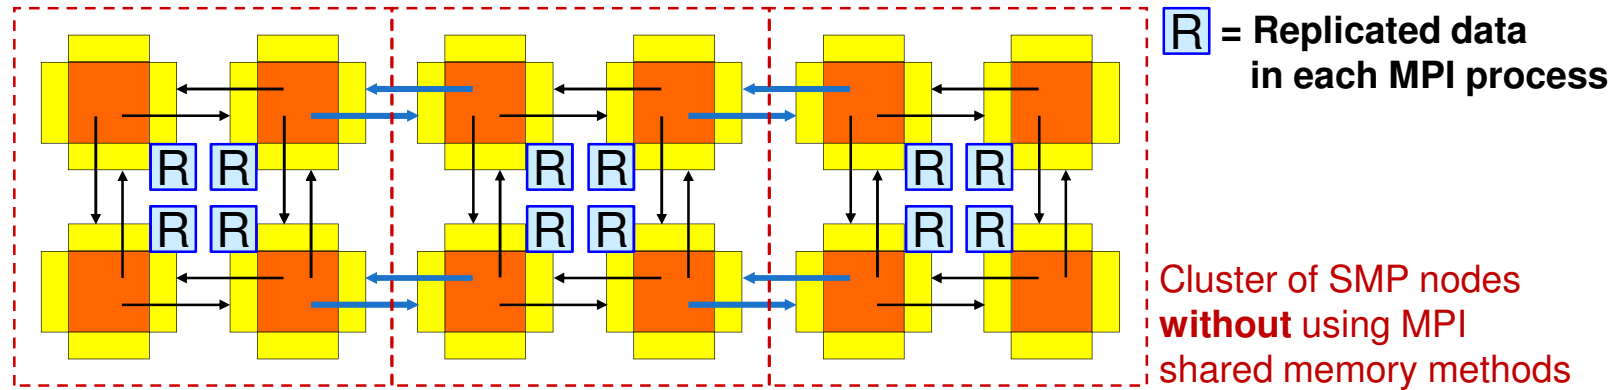 R = Replicated data
in each MPI process
R R R R R R
R R R R R R
Cluster of SMP nodes
without using MPI
shared memory methods